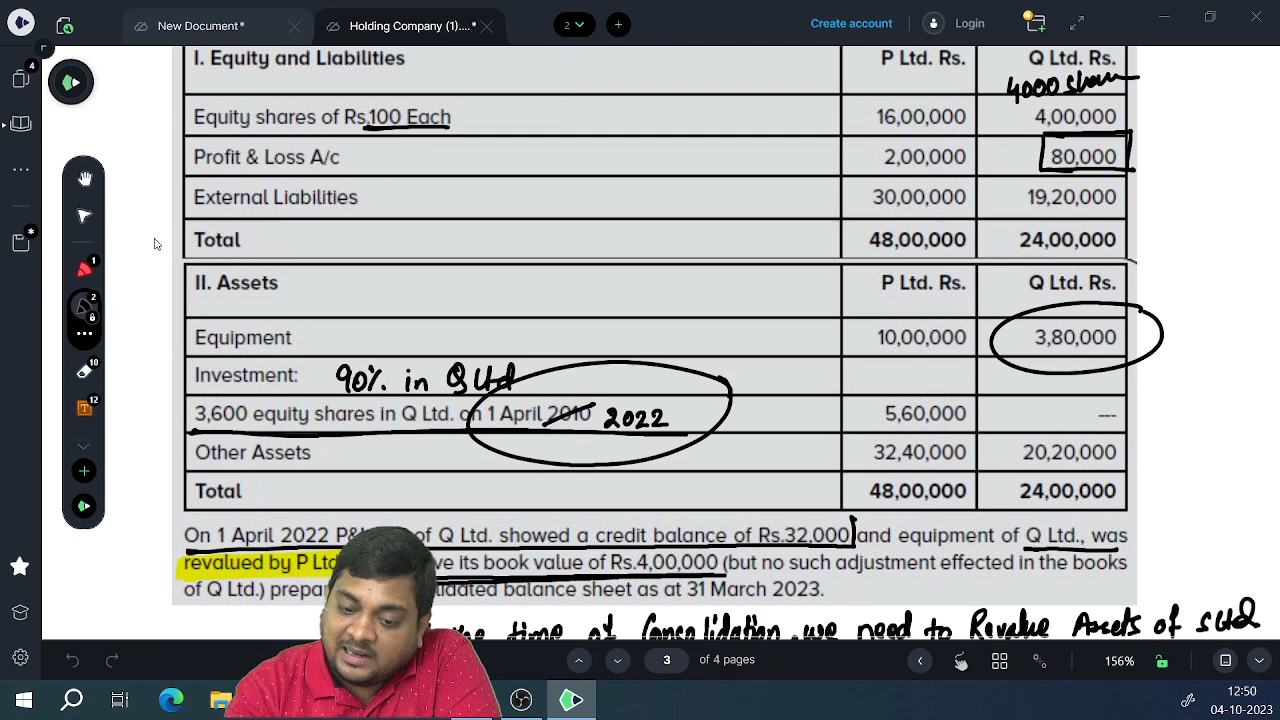 New Document*
Holding Company (1)....*
2
Create account
Login
4
I. Equity and Liabilities P Ltd. Rs. Q Ltd. Rs.
4000 share
Equity shares of Rs.100 Each 16,00,000 4,00,000
Profit & Loss A/c 2,00,000 80,000
External Liabilities 30,00,000 19,20,000
Total 48,00,000 24,00,000
II. Assets P Ltd. Rs. Q Ltd. Rs.
Equipment 10,00,000 3,80,000
Investment: 90% in Q Ltd
3,600 equity shares in Q Ltd. on 1 April 2010 2022 5,60,000 ---
Other Assets 32,40,000 20,20,000
Total 48,00,000 24,00,000
On 1 April 2022 of Q Ltd. showed a credit balance of Rs.32,000 and equipment of Q Ltd., was
revalued by P Ltd its book value of Rs.4,00,000 (but no such adjustment effected in the books
of Q Ltd.) balance sheet as at 31 March 2023.
time of Consolidation, we need to Revalue Assets of S Ltd
1
2
10
12
3 of 4 pages
156%
12:50
04-10-2023